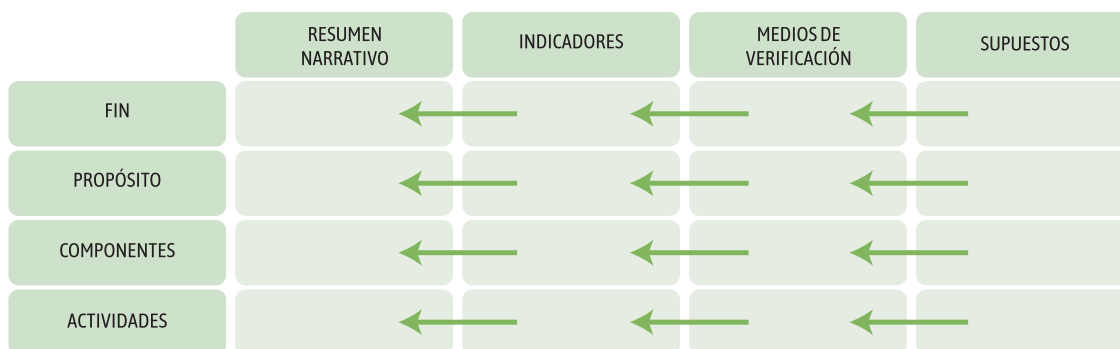 RESUMEN
NARRATIVO
INDICADORES
MEDIOS DE
VERIFICACIÓN
SUPUESTOS
FIN
PROPÓSITO
COMPONENTES
ACTIVIDADES